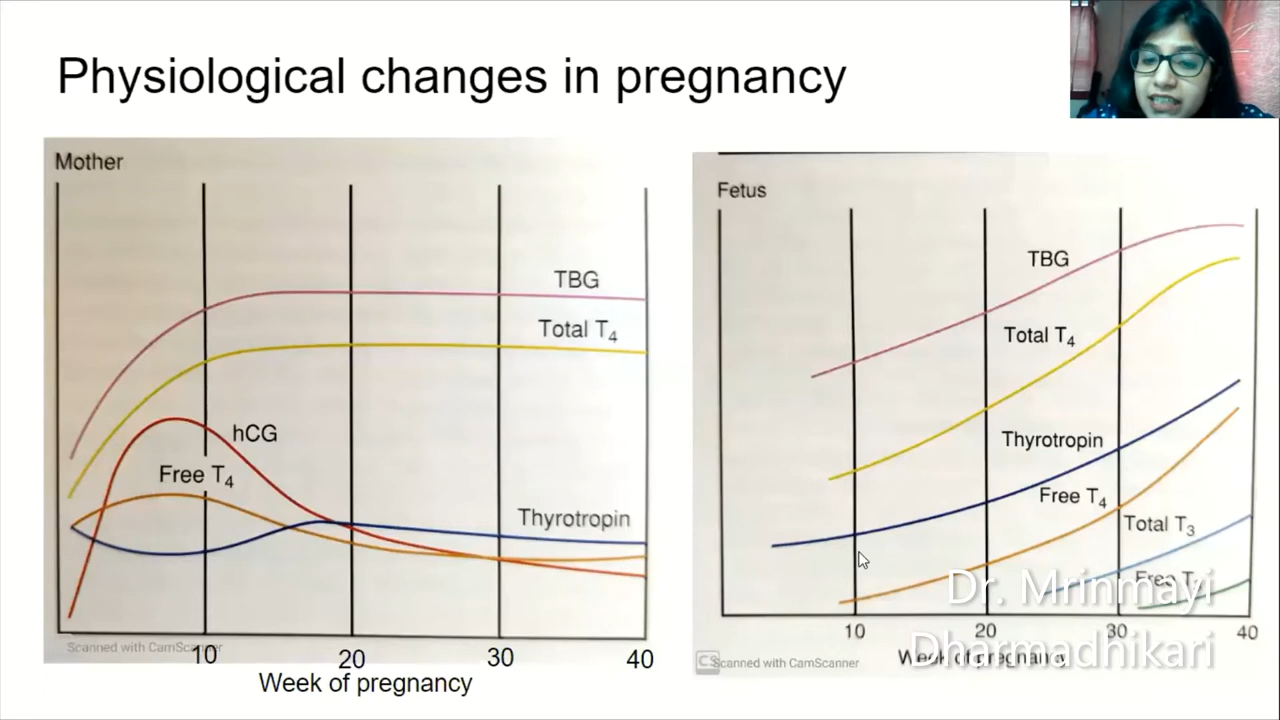 Physiological changes in pregnancy
Mother
TBG
Total T4
hCG
Free T4
Thyrotropin
Scanned with CamScanner
10 20 30 40
Week of pregnancy
Fetus
TBG
Total T4
Thyrotropin
Free T4
Total T3
Free T
10 20 30 40
Week of pregnancy
CS Scanned with CamScanner
Dr. Mrinmayi
Dharmadhikari